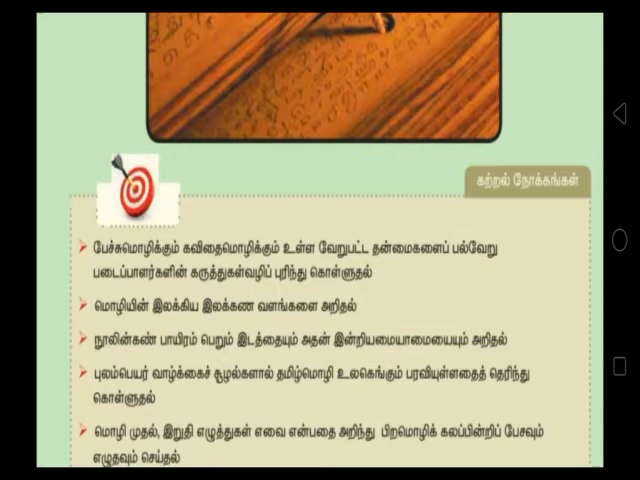 கற்றல் நோக்கங்கள்
பேச்சுமொழிக்கும் கவிதைமொழிக்கும் உள்ள வேறுபட்ட தன்மைகளைப் பல்வேறு
படைப்பாளர்களின் கருத்துகள்வழிப் புரிந்து கொள்ளுதல்
மொழியின் இலக்கிய இலக்கண வளங்களை அறிதல்
நூலின்கண் பாயிரம் பெறும் இடத்தையும் அதன் இன்றியமையாமையையும் அறிதல்
புலம்பெயர் வாழ்க்கைச் சூழல்களால் தமிழ்மொழி உலகெங்கும் பரவியுள்ளதைத் தெரிந்து
கொள்ளுதல்
மொழி முதல், இறுதி எழுத்துகள் எவை என்பதை அறிந்து பிறமொழிக் கலப்பின்றிப் பேசவும்
எழுதவும் செய்தல்